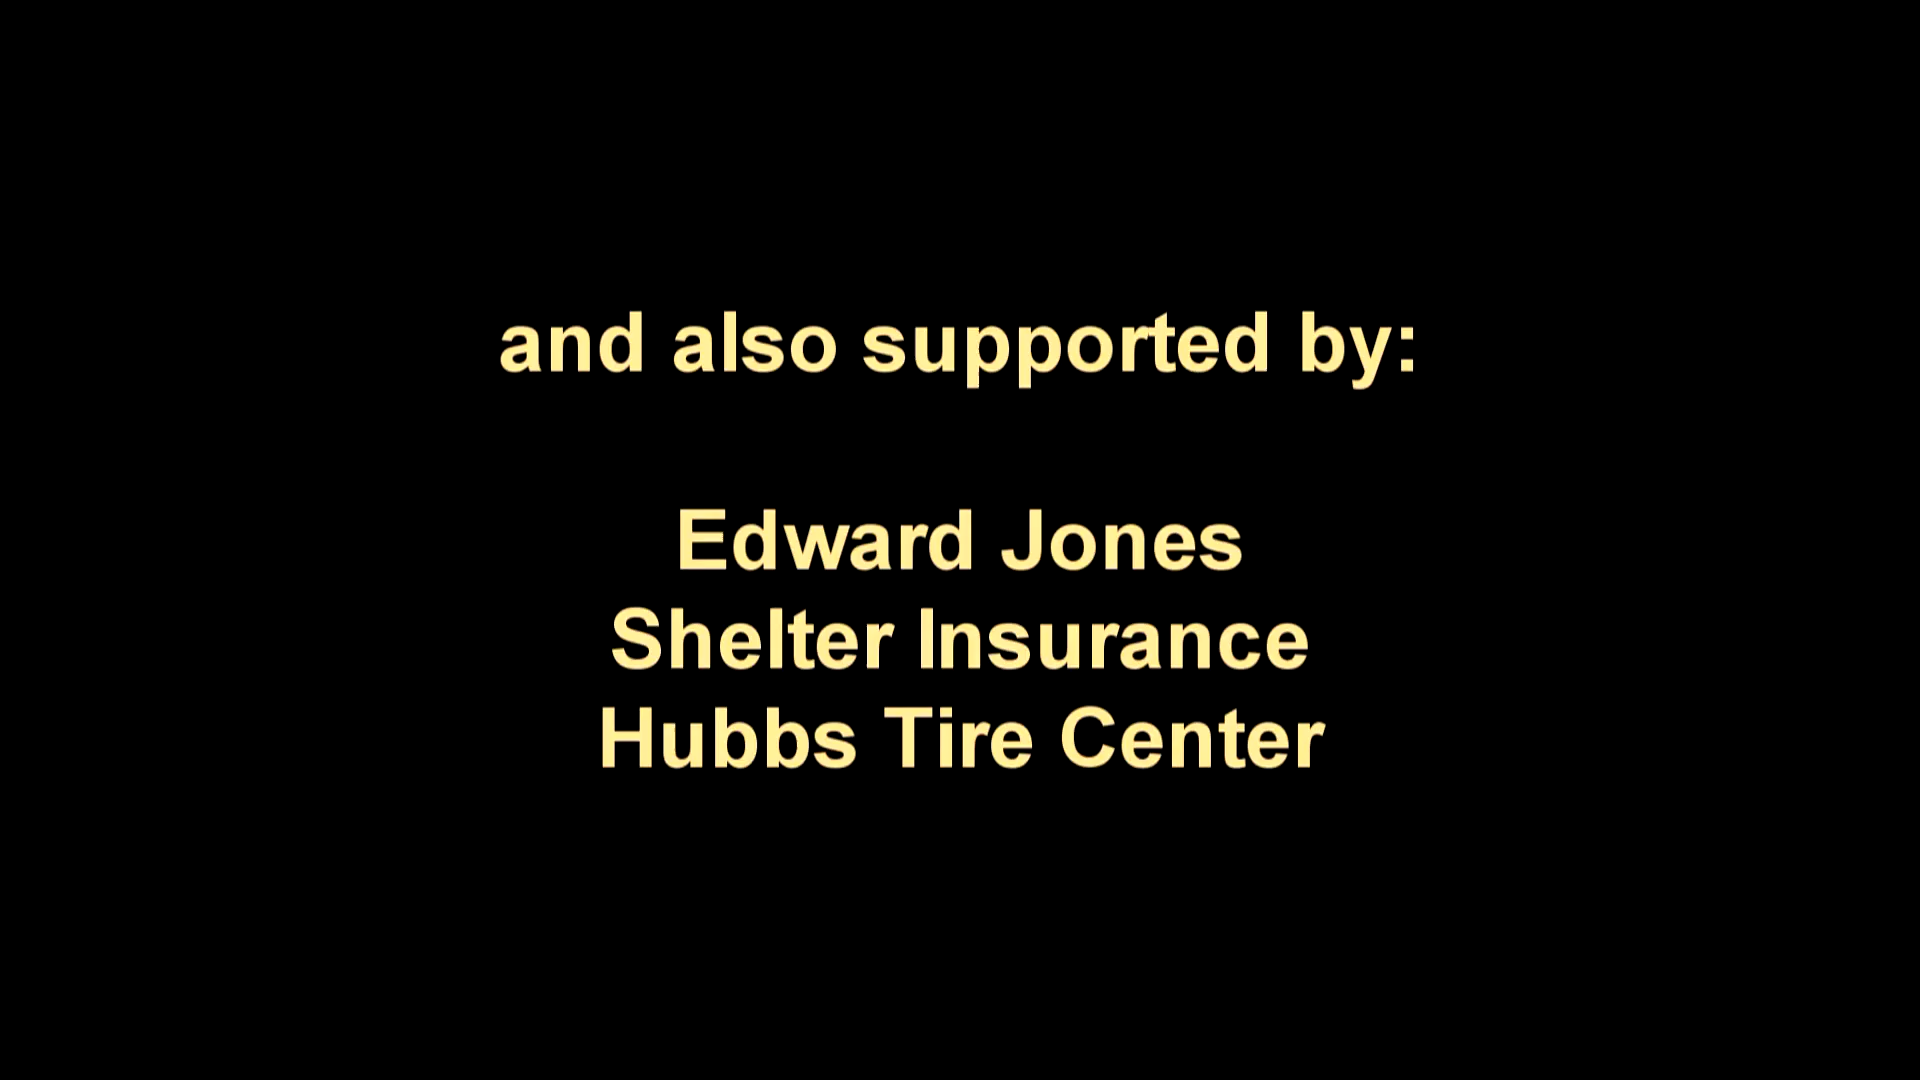 and also supported by:
Edward Jones
Shelter Insurance
Hubbs Tire Center